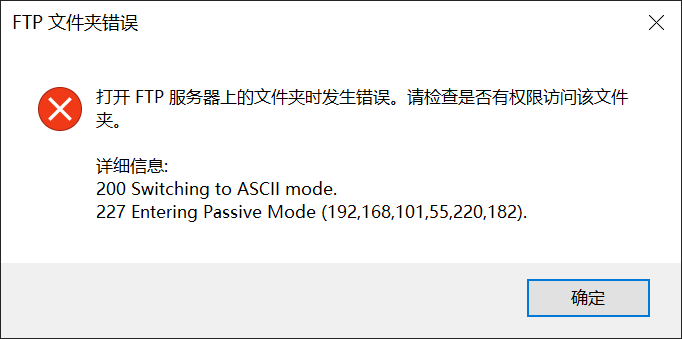 FTP 文件夹错误
打开 FTP 服务器上的文件夹时发生错误。请检查是否有权限访问该文件
夹。
详细信息:
200 Switching to ASCII mode.
227 Entering Passive Mode (192,168,101,55,220,182).
确定